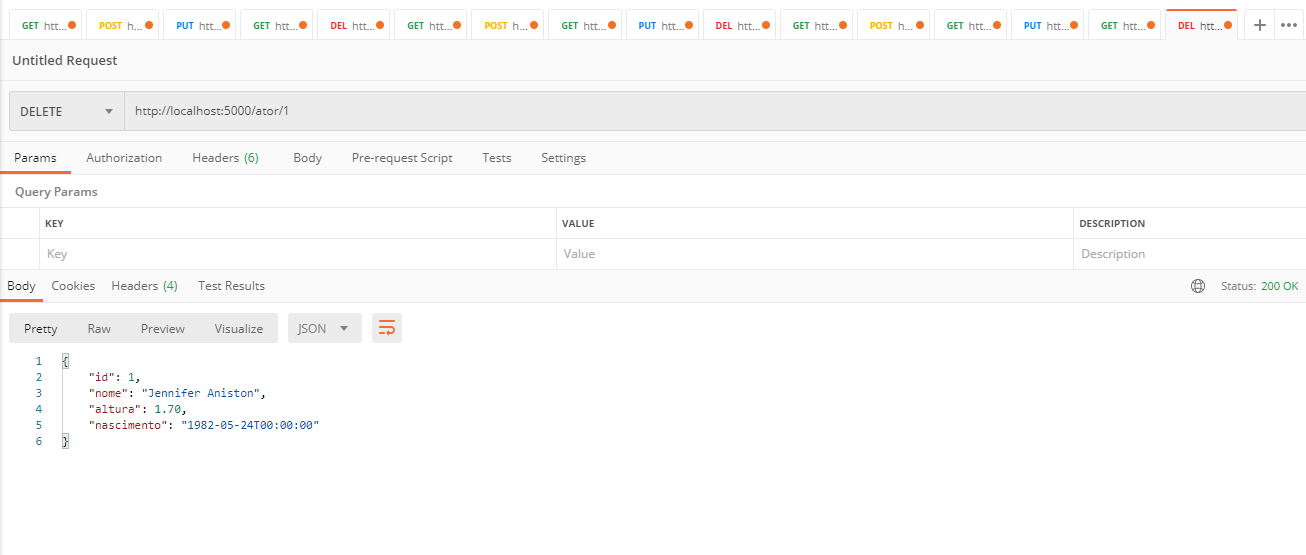 GET htt... POST h... PUT htt... GET htt... DEL htt... GET htt... POST h... GET htt... PUT htt... DEL htt... GET htt... POST h... GET htt... PUT htt... GET htt... DEL htt... + •••
Untitled Request
DELETE http://localhost:5000/ator/1
Params Authorization Headers (6) Body Pre-request Script Tests Settings
Query Params
KEY VALUE DESCRIPTION
Key Value Description
Body Cookies Headers (4) Test Results Status: 200 OK
Pretty Raw Preview Visualize JSON
1 {
2 "id": 1,
3 "nome": "Jennifer Aniston",
4 "altura": 1.70,
5 "nascimento": "1982-05-24T00:00:00"
6 }